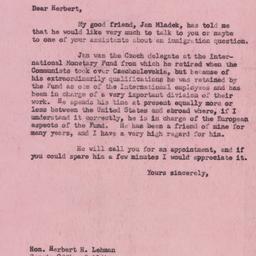 Dear Herbert,
My good friend, Jan Mladek, has told me
that he would like very much to talk to you or maybe
to one of your assistants about an immigration question.
Jan was the Czech delegate at the Inter-
national Monetary Fund from which he retired when the
Communists took over Czechoslovakia, but because of
his extraordinarily qualifications he was retained by
the Fund as one of the International employees and has
been in charge of a very important division of their
work. He spends his time at present equally more or
less between the United States and abroad where, if I
understand it correctly, he is in charge of the European
aspects of the Fund. He has been a friend of mine for
many years, and I have a very high regard for him.
He will call you for an appointment, and if
you could spare him a few minutes I would appreciate it.
Yours sincerely,
Hon. Herbert H. Lehman